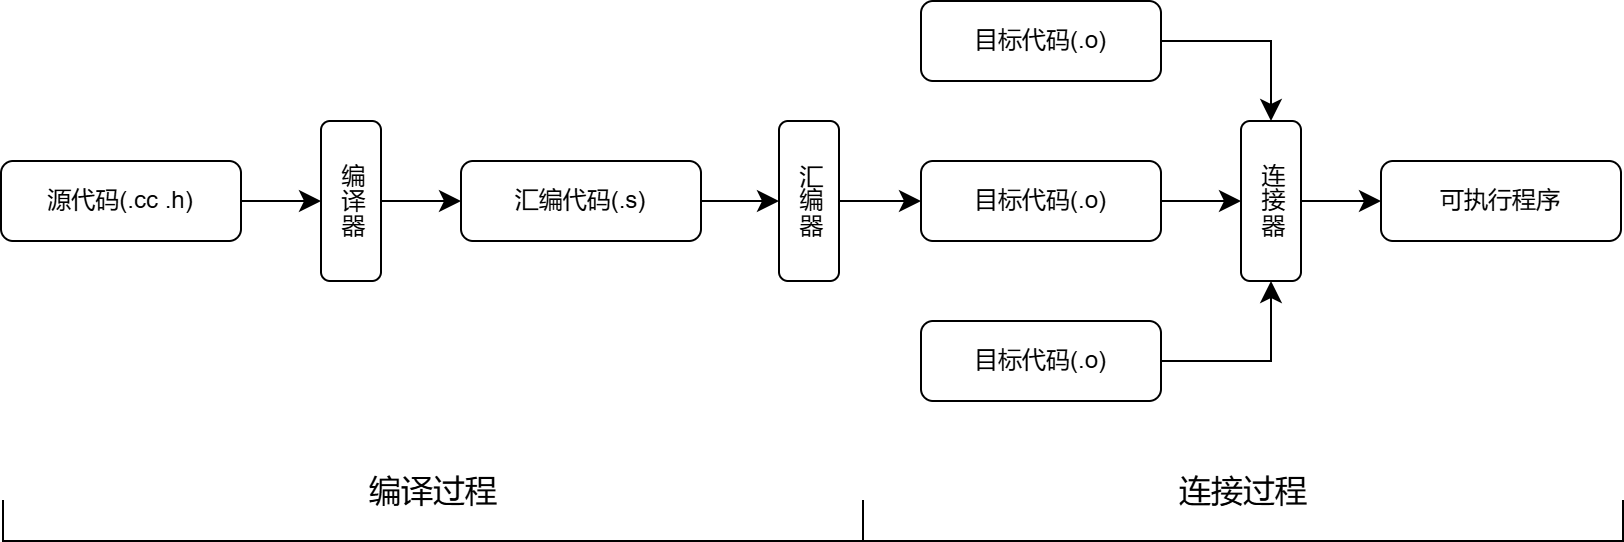 目标代码(.o)
源代码(.cc .h)
编译器
汇编代码(.s)
汇编器
目标代码(.o)
连接器
可执行程序
目标代码(.o)
编译过程
连接过程